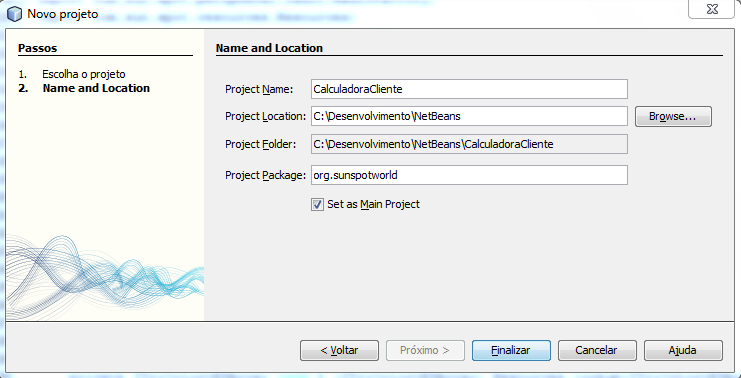 Novo projeto
Passos
1. Escolha o projeto
2. Name and Location
Name and Location
Project Name: CalculadoraCliente
Project Location: C:\Desenvolvimento\NetBeans Browse...
Project Folder: C:\Desenvolvimento\NetBeans\CalculadoraCliente
Project Package: org.sunspotworld
Set as Main Project
< Voltar Próximo > Finalizar Cancelar Ajuda